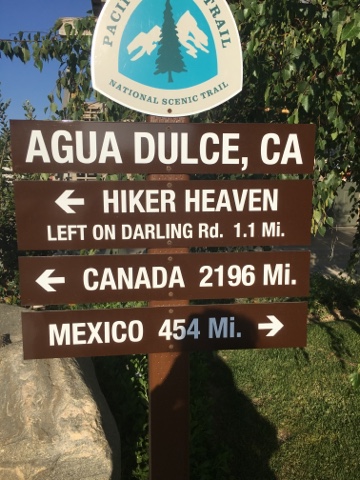 PACIFIC TRAIL
NATIONAL SCENIC TRAIL
AGUA DULCE, CA
← HIKER HEAVEN
LEFT ON DARLING Rd. 1.1 Mi.
← CANADA 2196 Mi.
MEXICO 454 Mi. →